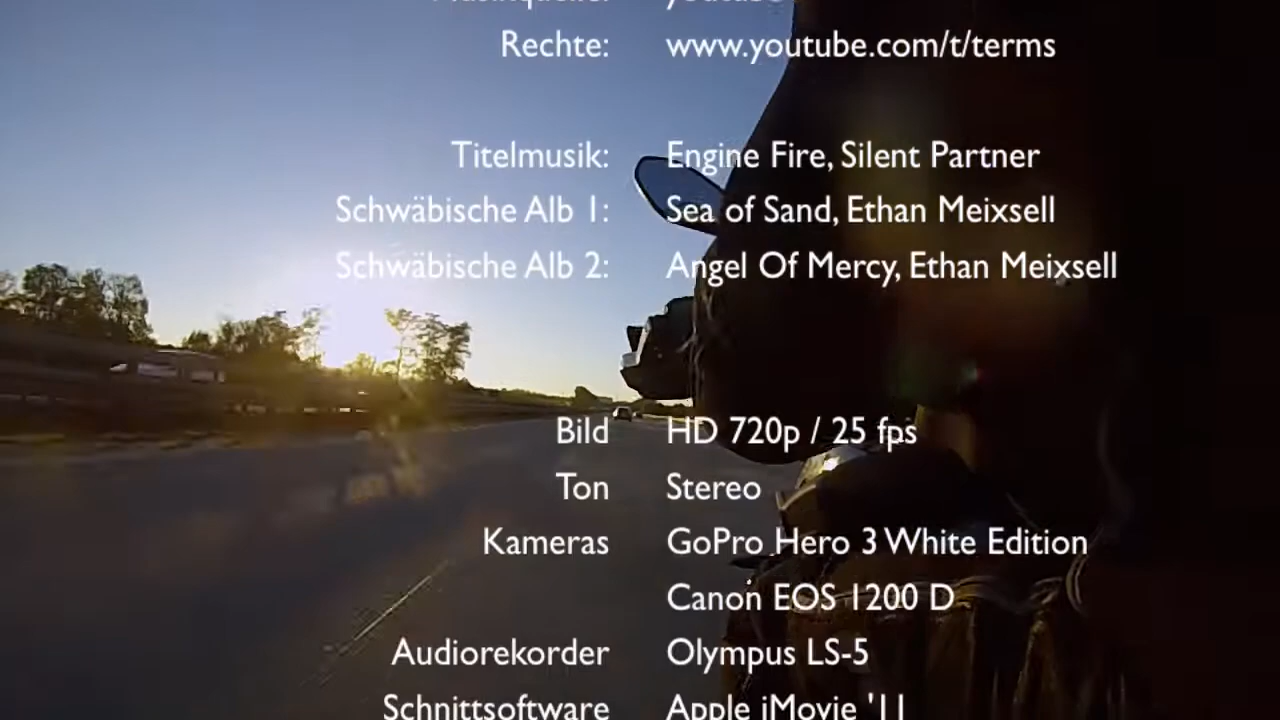 Musikquelle: youtube
Rechte: www.youtube.com/t/terms
Titelmusik: Engine Fire, Silent Partner
Schwäbische Alb 1: Sea of Sand, Ethan Meixsell
Schwäbische Alb 2: Angel Of Mercy, Ethan Meixsell
Bild HD 720p / 25 fps
Ton Stereo
Kameras GoPro Hero 3 White Edition
Canon EOS 1200 D
Audiorekorder Olympus LS-5
Schnittsoftware Apple iMovie '11